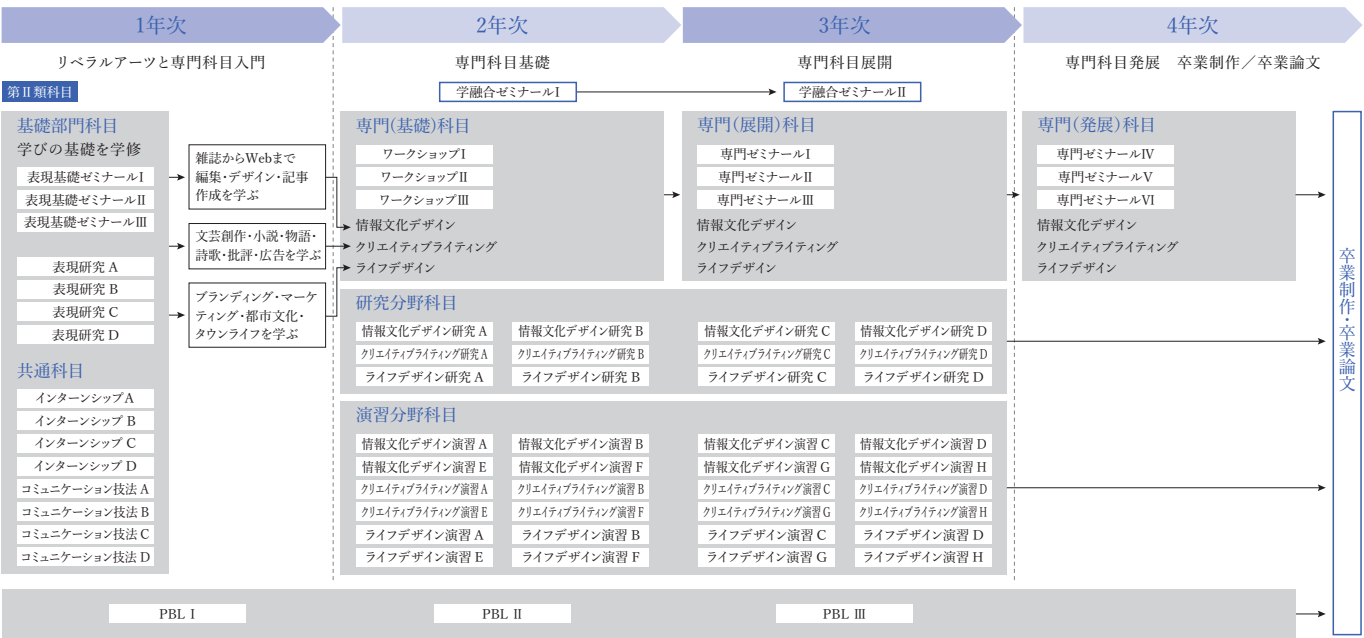 1年次
2年次
3年次
4年次
リベラルアーツと専門科目入門
専門科目基礎
専門科目展開
専門科目発展　卒業制作／卒業論文
第Ⅱ類科目
学融合ゼミナールⅠ
学融合ゼミナールⅡ
基礎部門科目
学びの基礎を学修
表現基礎ゼミナールⅠ
表現基礎ゼミナールⅡ
表現基礎ゼミナールⅢ
表現研究 A
表現研究 B
表現研究 C
表現研究 D
共通科目
インターンシップ A
インターンシップ B
インターンシップ C
インターンシップ D
コミュニケーション技法 A
コミュニケーション技法 B
コミュニケーション技法 C
コミュニケーション技法 D
雑誌からWebまで
編集・デザイン・記事
作成を学ぶ
文芸創作・小説・物語・
詩歌・批評・広告を学ぶ
ブランディング・マーケ
ティング・都市文化・
タウンライフを学ぶ
専門(基礎)科目
ワークショップⅠ
ワークショップⅡ
ワークショップⅢ
情報文化デザイン
クリエイティブライティング
ライフデザイン
専門(展開)科目
専門ゼミナールⅠ
専門ゼミナールⅡ
専門ゼミナールⅢ
情報文化デザイン
クリエイティブライティング
ライフデザイン
専門(発展)科目
専門ゼミナールⅣ
専門ゼミナールⅤ
専門ゼミナールⅥ
情報文化デザイン
クリエイティブライティング
ライフデザイン
研究分野科目
情報文化デザイン研究 A
情報文化デザイン研究 B
情報文化デザイン研究 C
情報文化デザイン研究 D
クリエイティブライティング研究 A
クリエイティブライティング研究 B
クリエイティブライティング研究 C
クリエイティブライティング研究 D
ライフデザイン研究 A
ライフデザイン研究 B
ライフデザイン研究 C
ライフデザイン研究 D
演習分野科目
情報文化デザイン演習 A
情報文化デザイン演習 B
情報文化デザイン演習 C
情報文化デザイン演習 D
情報文化デザイン演習 E
情報文化デザイン演習 F
情報文化デザイン演習 G
情報文化デザイン演習 H
クリエイティブライティング演習 A
クリエイティブライティング演習 B
クリエイティブライティング演習 C
クリエイティブライティング演習 D
クリエイティブライティング演習 E
クリエイティブライティング演習 F
クリエイティブライティング演習 G
クリエイティブライティング演習 H
ライフデザイン演習 A
ライフデザイン演習 B
ライフデザイン演習 C
ライフデザイン演習 D
ライフデザイン演習 E
ライフデザイン演習 F
ライフデザイン演習 G
ライフデザイン演習 H
PBL Ⅰ
PBL Ⅱ
PBL Ⅲ
卒業制作・卒業論文